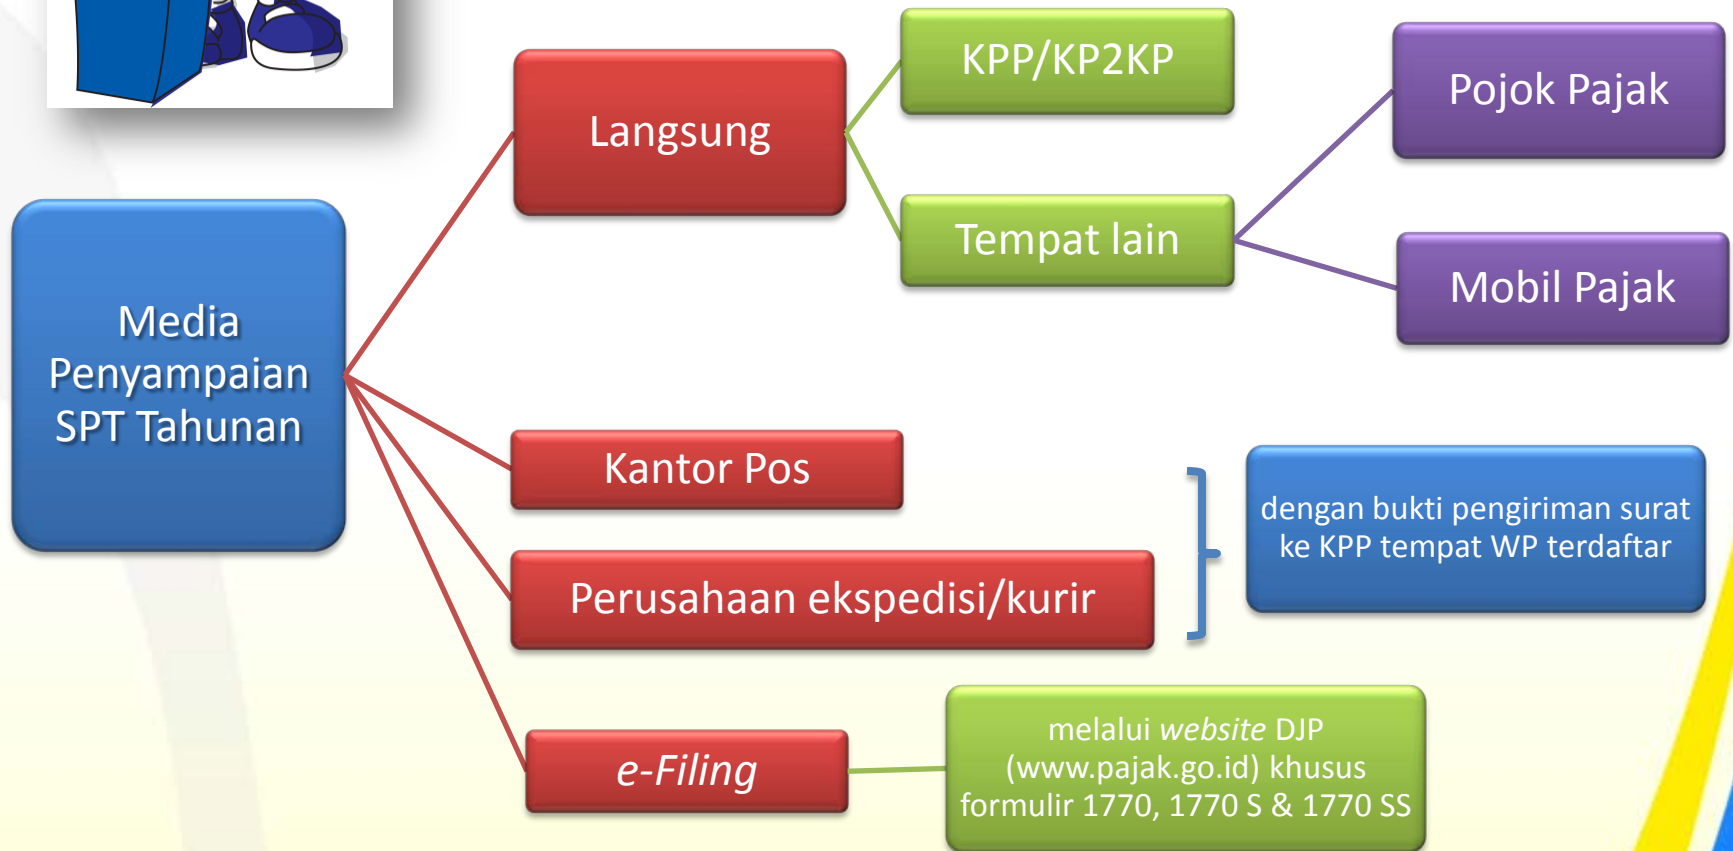 Media
Penyampaian
SPT Tahunan
Langsung
KPP/KP2KP
Tempat lain
Pojok Pajak
Mobil Pajak
Kantor Pos
Perusahaan ekspedisi/kurir
dengan bukti pengiriman surat
ke KPP tempat WP terdaftar
e-Filing
melalui website DJP
(www.pajak.go.id) khusus
formulir 1770, 1770 S & 1770 SS